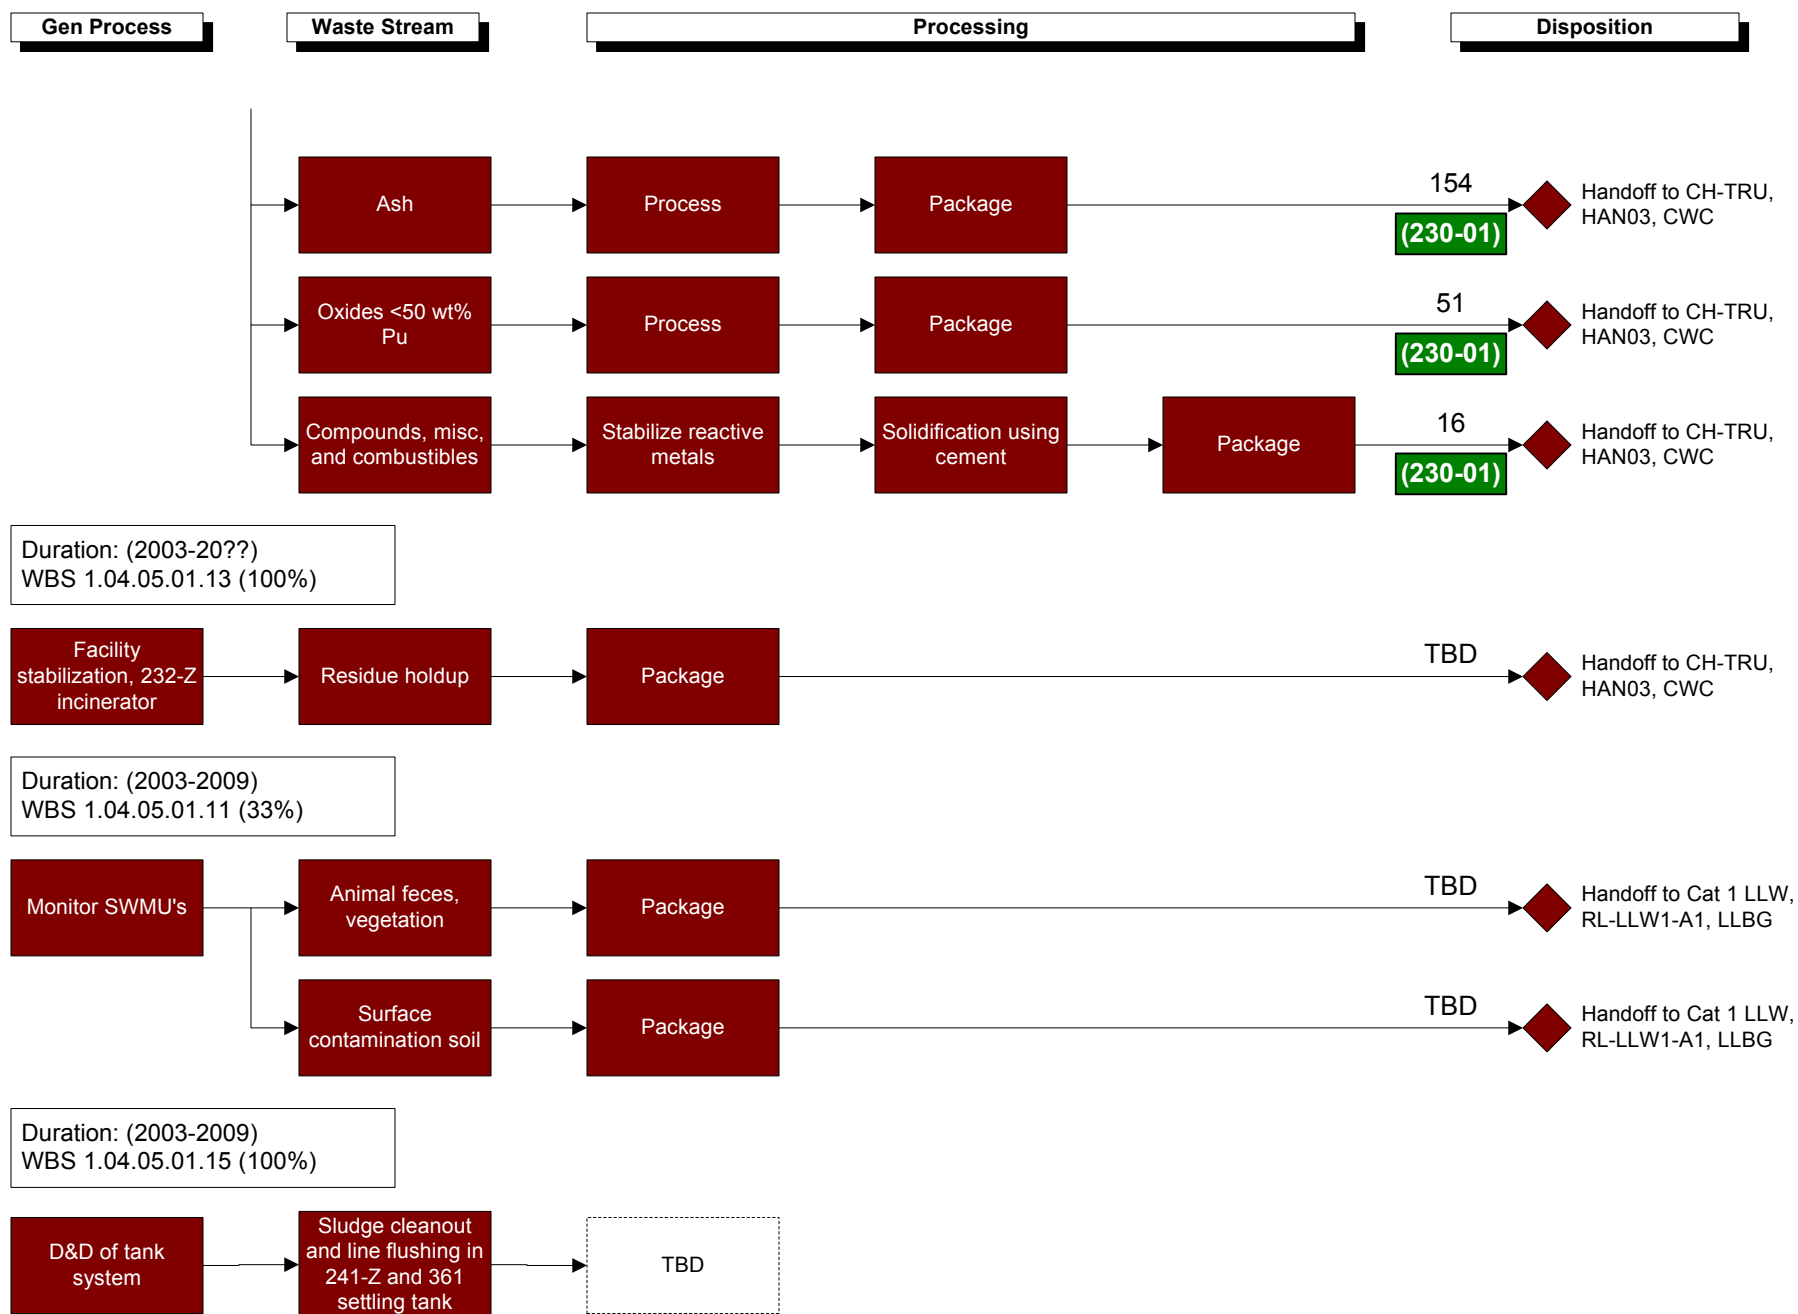 Gen Process
Waste Stream
Processing
Disposition
Ash
Process
Package
154
(230-01)
Handoff to CH-TRU,
HAN03, CWC
Oxides <50 wt%
Pu
Process
Package
51
(230-01)
Handoff to CH-TRU,
HAN03, CWC
Compounds, misc,
and combustibles
Stabilize reactive
metals
Solidification using
cement
Package
16
(230-01)
Handoff to CH-TRU,
HAN03, CWC
Duration: (2003-20??)
WBS 1.04.05.01.13 (100%)
Facility
stabilization, 232-Z
incinerator
Residue holdup
Package
TBD
Handoff to CH-TRU,
HAN03, CWC
Duration: (2003-2009)
WBS 1.04.05.01.11 (33%)
Monitor SWMU's
Animal feces,
vegetation
Package
TBD
Handoff to Cat 1 LLW,
RL-LLW1-A1, LLBG
Surface
contamination soil
Package
TBD
Handoff to Cat 1 LLW,
RL-LLW1-A1, LLBG
Duration: (2003-2009)
WBS 1.04.05.01.15 (100%)
D&D of tank
system
Sludge cleanout
and line flushing in
241-Z and 361
settling tank
TBD